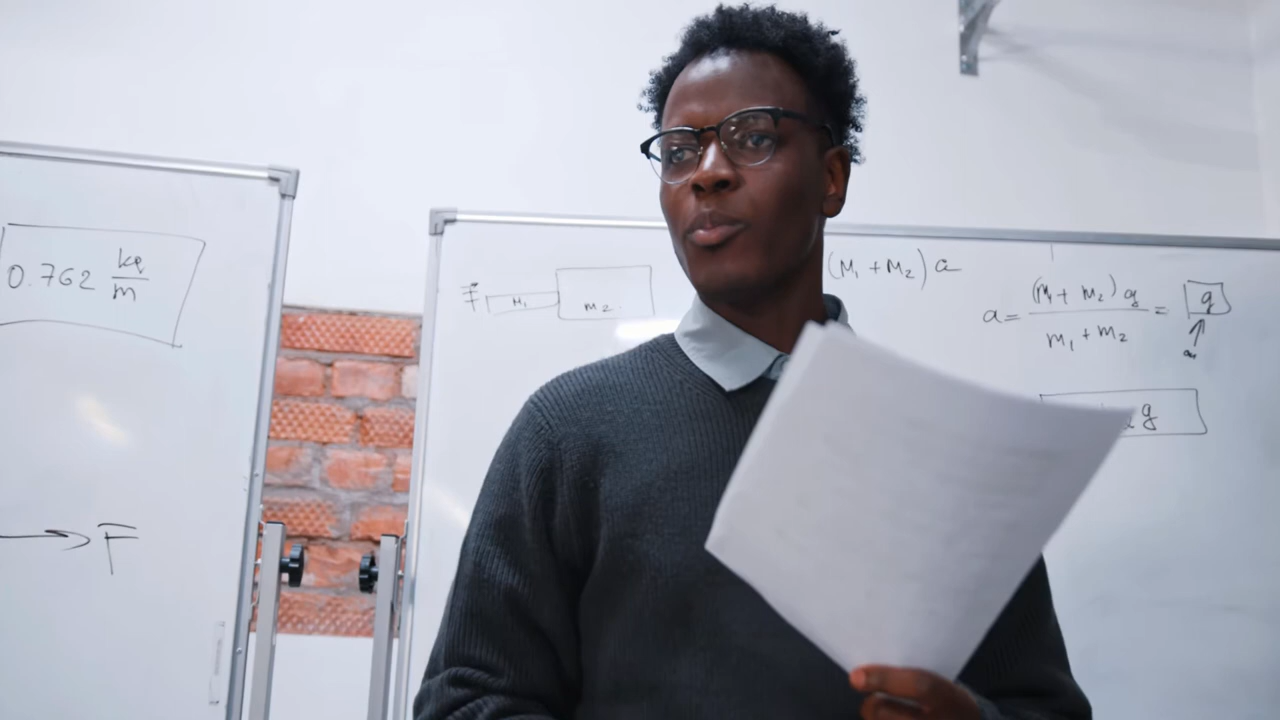 0.762 kg/m
F
F M1 m2
(M1 + M2) a
a = (M1 + m2) g / m1 + m2 = g
g